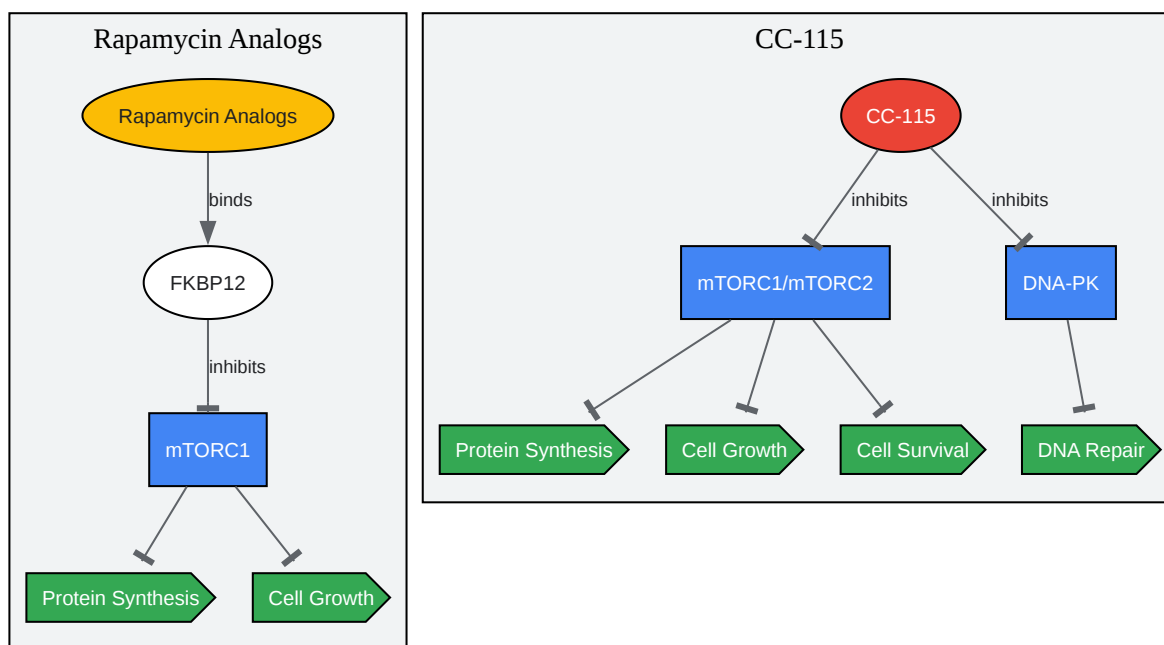 Rapamycin Analogs
Rapamycin Analogs
binds
FKBP12
inhibits
mTORC1
Protein Synthesis
Cell Growth
CC-115
CC-115
inhibits
inhibits
mTORC1/mTORC2
DNA-PK
Protein Synthesis
Cell Growth
Cell Survival
DNA Repair